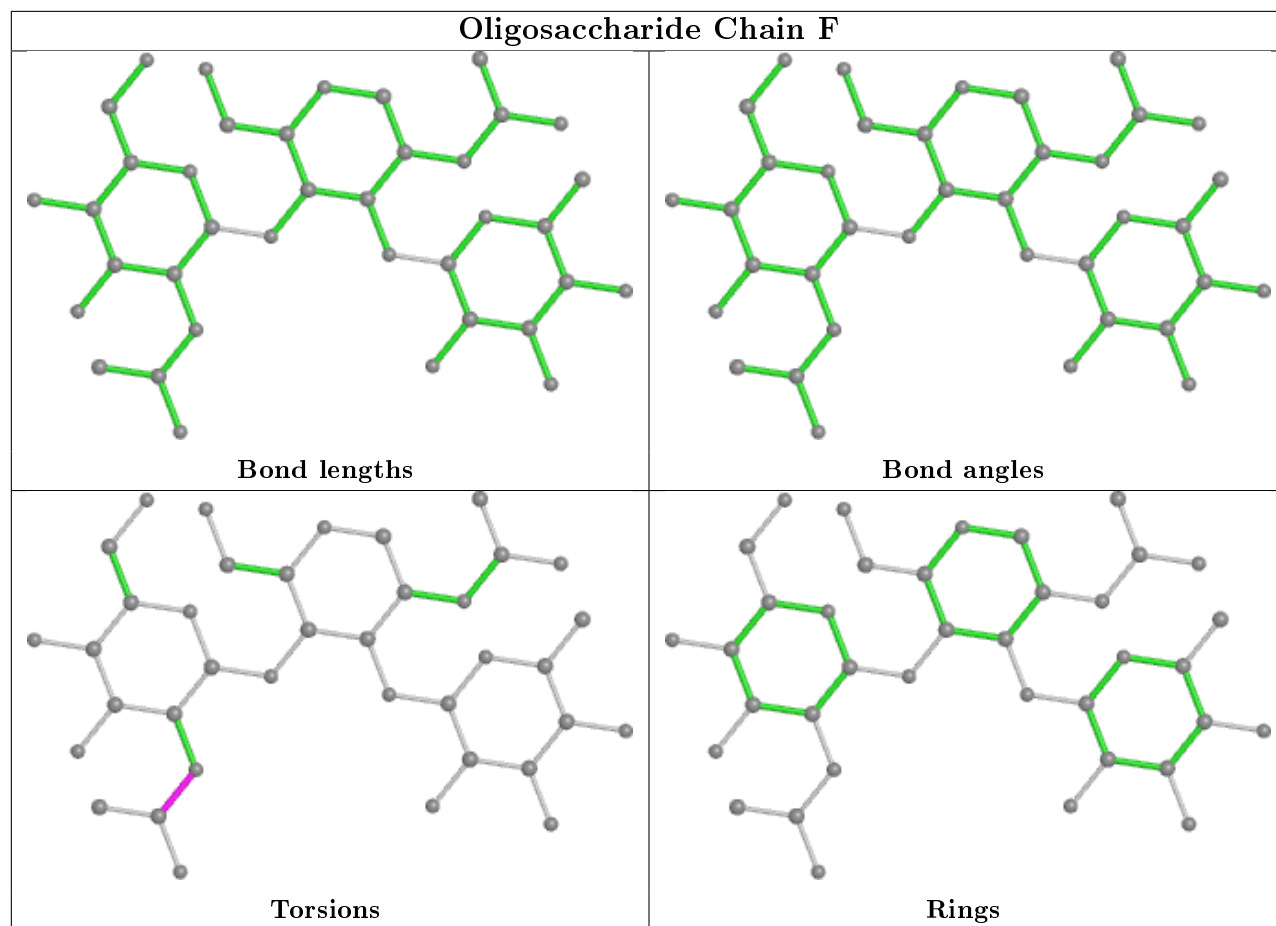 Oligosaccharide Chain F
Bond lengths
Bond angles
Torsions
Rings